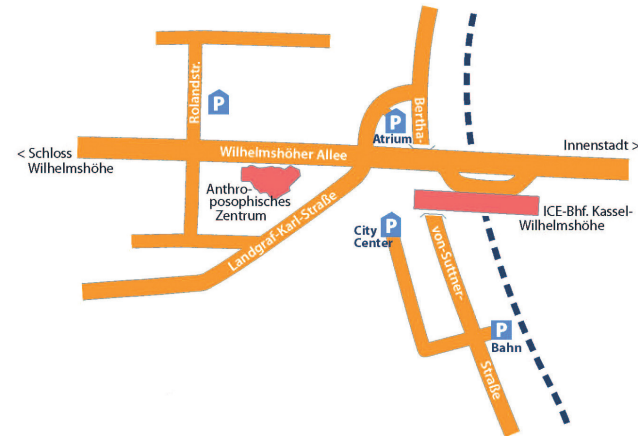 Rolandstr.
P
Bertha-
P
Atrium
Wilhelmshöher Allee
Innenstadt >
< Schloss
Wilhelmshöhe
Anthro-
posophisches
Zentrum
Landgraf-Karl-Straße
City
Center
P
ICE-Bhf. Kassel-
Wilhelmshöhe
von-Suttner-
P
Bahn
Straße